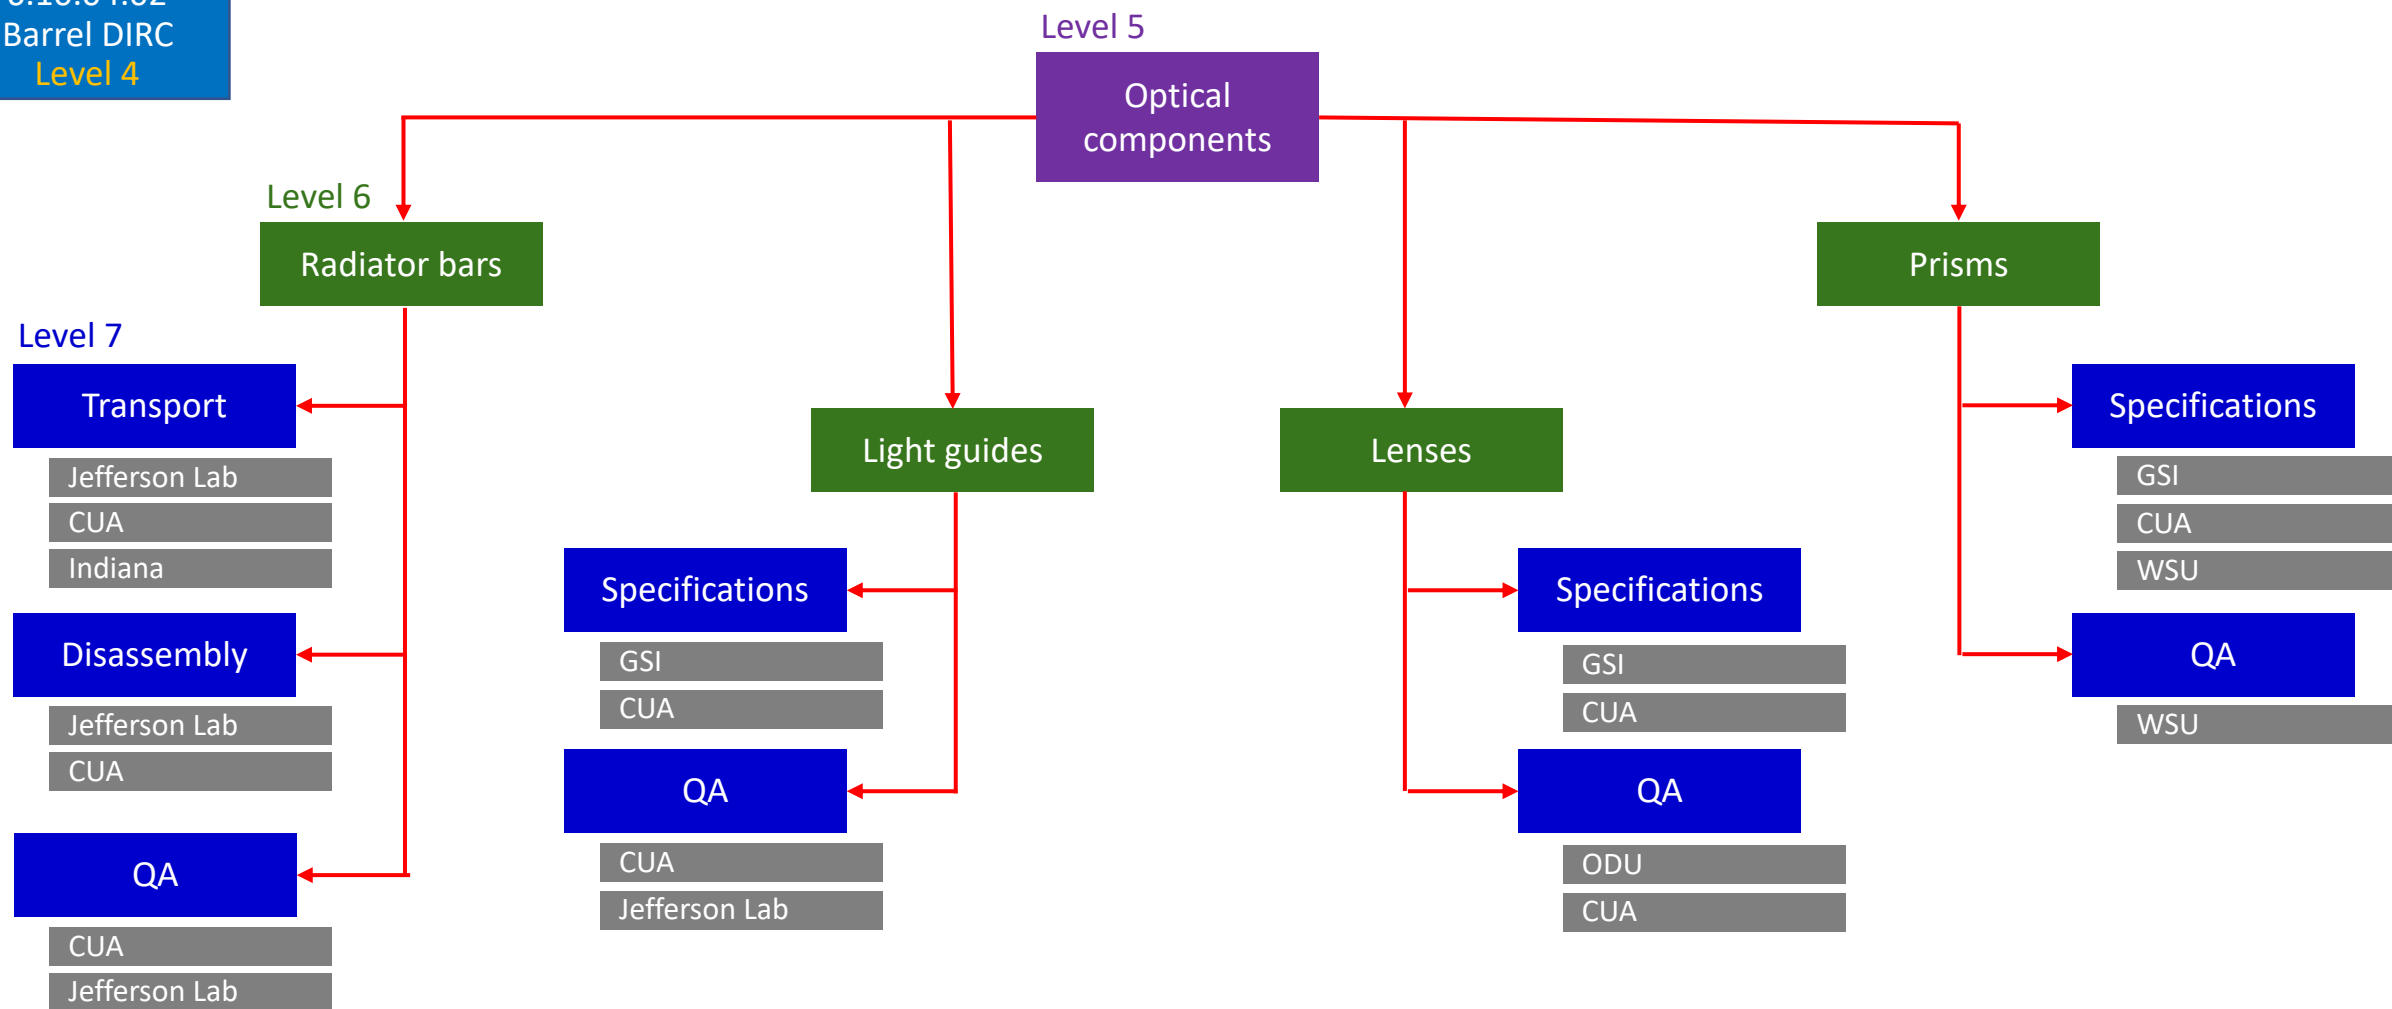 Barrel DIRC
Level 4
Level 5
Optical
components
Level 6
Radiator bars
Level 7
Transport
Jefferson Lab
CUA
Indiana
Disassembly
Jefferson Lab
CUA
QA
CUA
Jefferson Lab
Light guides
Specifications
GSI
CUA
QA
CUA
Jefferson Lab
Lenses
Specifications
GSI
CUA
QA
ODU
CUA
Prisms
Specifications
GSI
CUA
WSU
QA
WSU